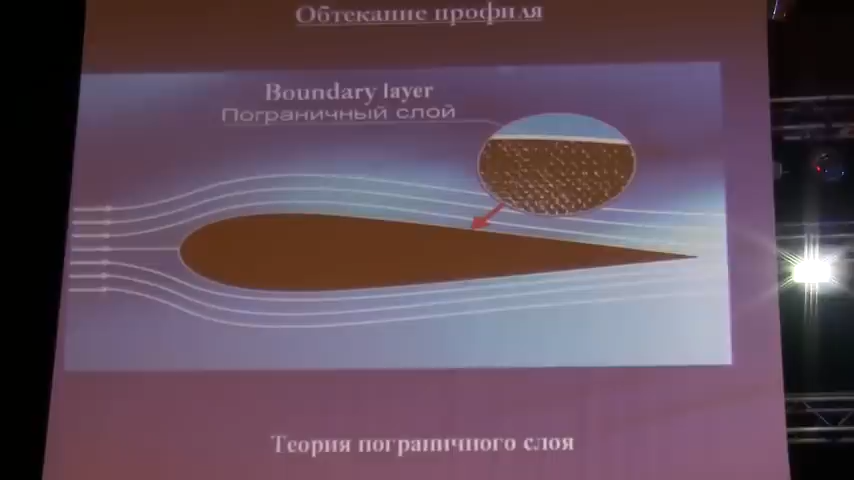 Обтекание профиля
Boundary layer
Пограничный слой
Теория пограничного слоя